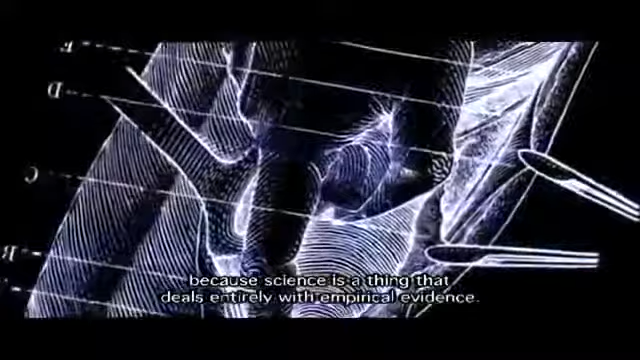 E
D
C
B
because science is a thing that
deals entirely with empirical evidence.